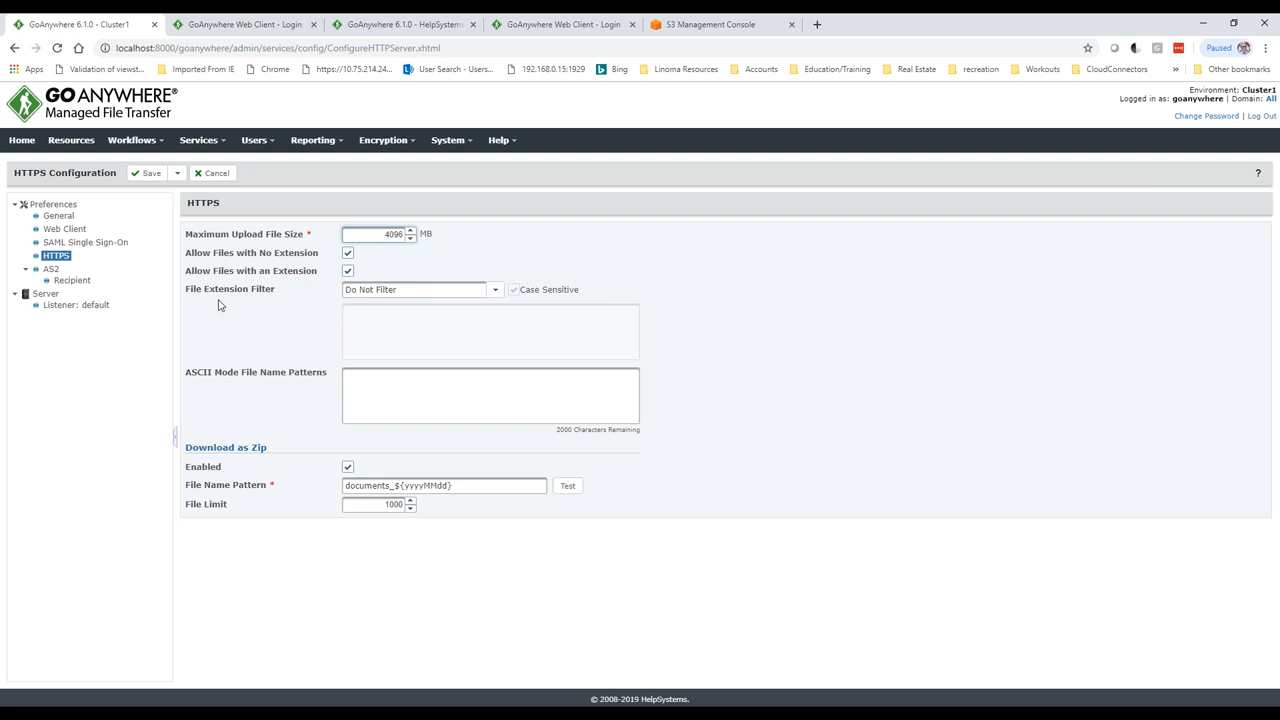 GoAnywhere 6.1.0 - Cluster1
GoAnywhere Web Client - Login
GoAnywhere 6.1.0 - HelpSystems
GoAnywhere Web Client - Login
S3 Management Console
localhost:8000/goanywhere/admin/services/config/ConfigureHTTPServer.xhtml
Paused
Apps
Validation of viewst...
Imported From IE
Chrome
https://10.75.214.24...
User Search - Users...
192.168.0.15:1929
Bing
Linoma Resources
Accounts
Education/Training
Real Estate
recreation
Workouts
CloudConnectors
»
Other bookmarks
GO ANYWHERE®
Managed File Transfer
Environment: Cluster1
Logged in as: goanywhere | Domain: All
Change Password | Log Out
Home Resources Workflows Services Users Reporting Encryption System Help
HTTPS Configuration
Save
Cancel
?
Preferences
General
Web Client
SAML Single Sign-On
HTTPS
AS2
Recipient
Server
Listener: default
HTTPS
Maximum Upload File Size * 4096 MB
Allow Files with No Extension
Allow Files with an Extension
File Extension Filter Do Not Filter Case Sensitive
ASCII Mode File Name Patterns
2000 Characters Remaining
Download as Zip
Enabled
File Name Pattern * documents_${yyyyMMdd} Test
File Limit 1000
© 2008-2019 HelpSystems.